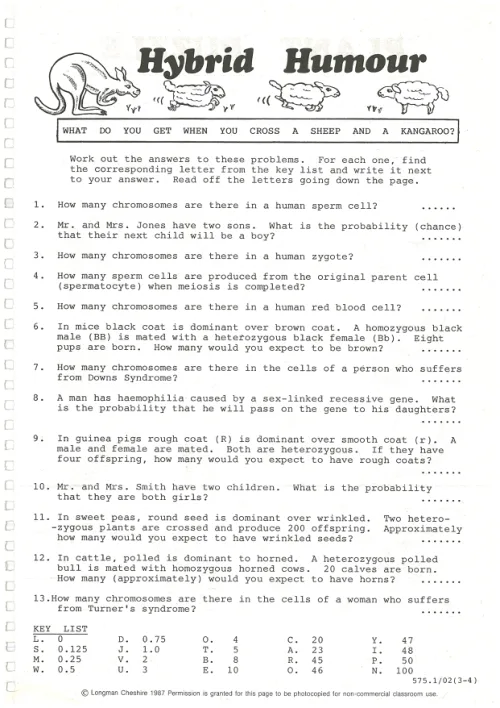 Hybrid Humour
WHAT DO YOU GET WHEN YOU CROSS A SHEEP AND A KANGAROO?
Work out the answers to these problems. For each one, find
the corresponding letter from the key list and write it next
to your answer. Read off the letters going down the page.
1. How many chromosomes are there in a human sperm cell? ......
2. Mr. and Mrs. Jones have two sons. What is the probability (chance)
that their next child will be a boy? .......
3. How many chromosomes are there in a human zygote? .......
4. How many sperm cells are produced from the original parent cell
(spermatocyte) when meiosis is completed? .......
5. How many chromosomes are there in a human red blood cell? .......
6. In mice black coat is dominant over brown coat. A homozygous black
male (BB) is mated with a heterozygous black female (Bb). Eight
pups are born. How many would you expect to be brown? .......
7. How many chromosomes are there in the cells of a person who suffers
from Downs Syndrome? .......
8. A man has haemophilia caused by a sex-linked recessive gene. What
is the probability that he will pass on the gene to his daughters?
.......
9. In guinea pigs rough coat (R) is dominant over smooth coat (r). A
male and female are mated. Both are heterozygous. If they have
four offspring, how many would you expect to have rough coats?
.......
10. Mr. and Mrs. Smith have two children. What is the probability
that they are both girls? .......
11. In sweet peas, round seed is dominant over wrinkled. Two hetero-
-zygous plants are crossed and produce 200 offspring. Approximately
how many would you expect to have wrinkled seeds? .......
12. In cattle, polled is dominant to horned. A heterozygous polled
bull is mated with homozygous horned cows. 20 calves are born.
How many (approximately) would you expect to have horns? .......
13.How many chromosomes are there in the cells of a woman who suffers
from Turner's syndrome? .......
KEY LIST
L. 0 D. 0.75 O. 4 C. 20 Y. 47
S. 0.125 J. 1.0 T. 5 A. 23 I. 48
M. 0.25 V. 2 B. 8 R. 45 P. 50
W. 0.5 U. 3 E. 10 O. 46 N. 100
575.1/02(3-4)
© Longman Cheshire 1987 Permission is granted for this page to be photocopied for non-commercial classroom use.